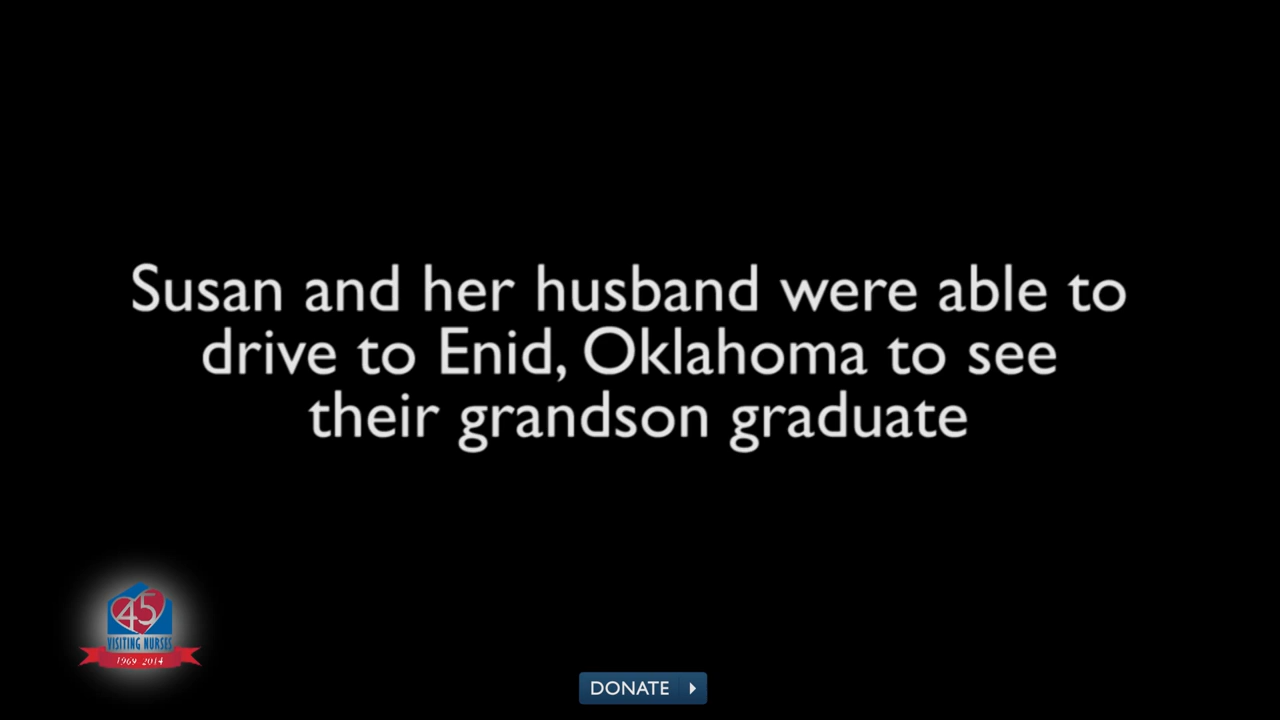 Susan and her husband were able to
drive to Enid, Oklahoma to see
their grandson graduate
45
VISITING NURSES
1969 2014
DONATE